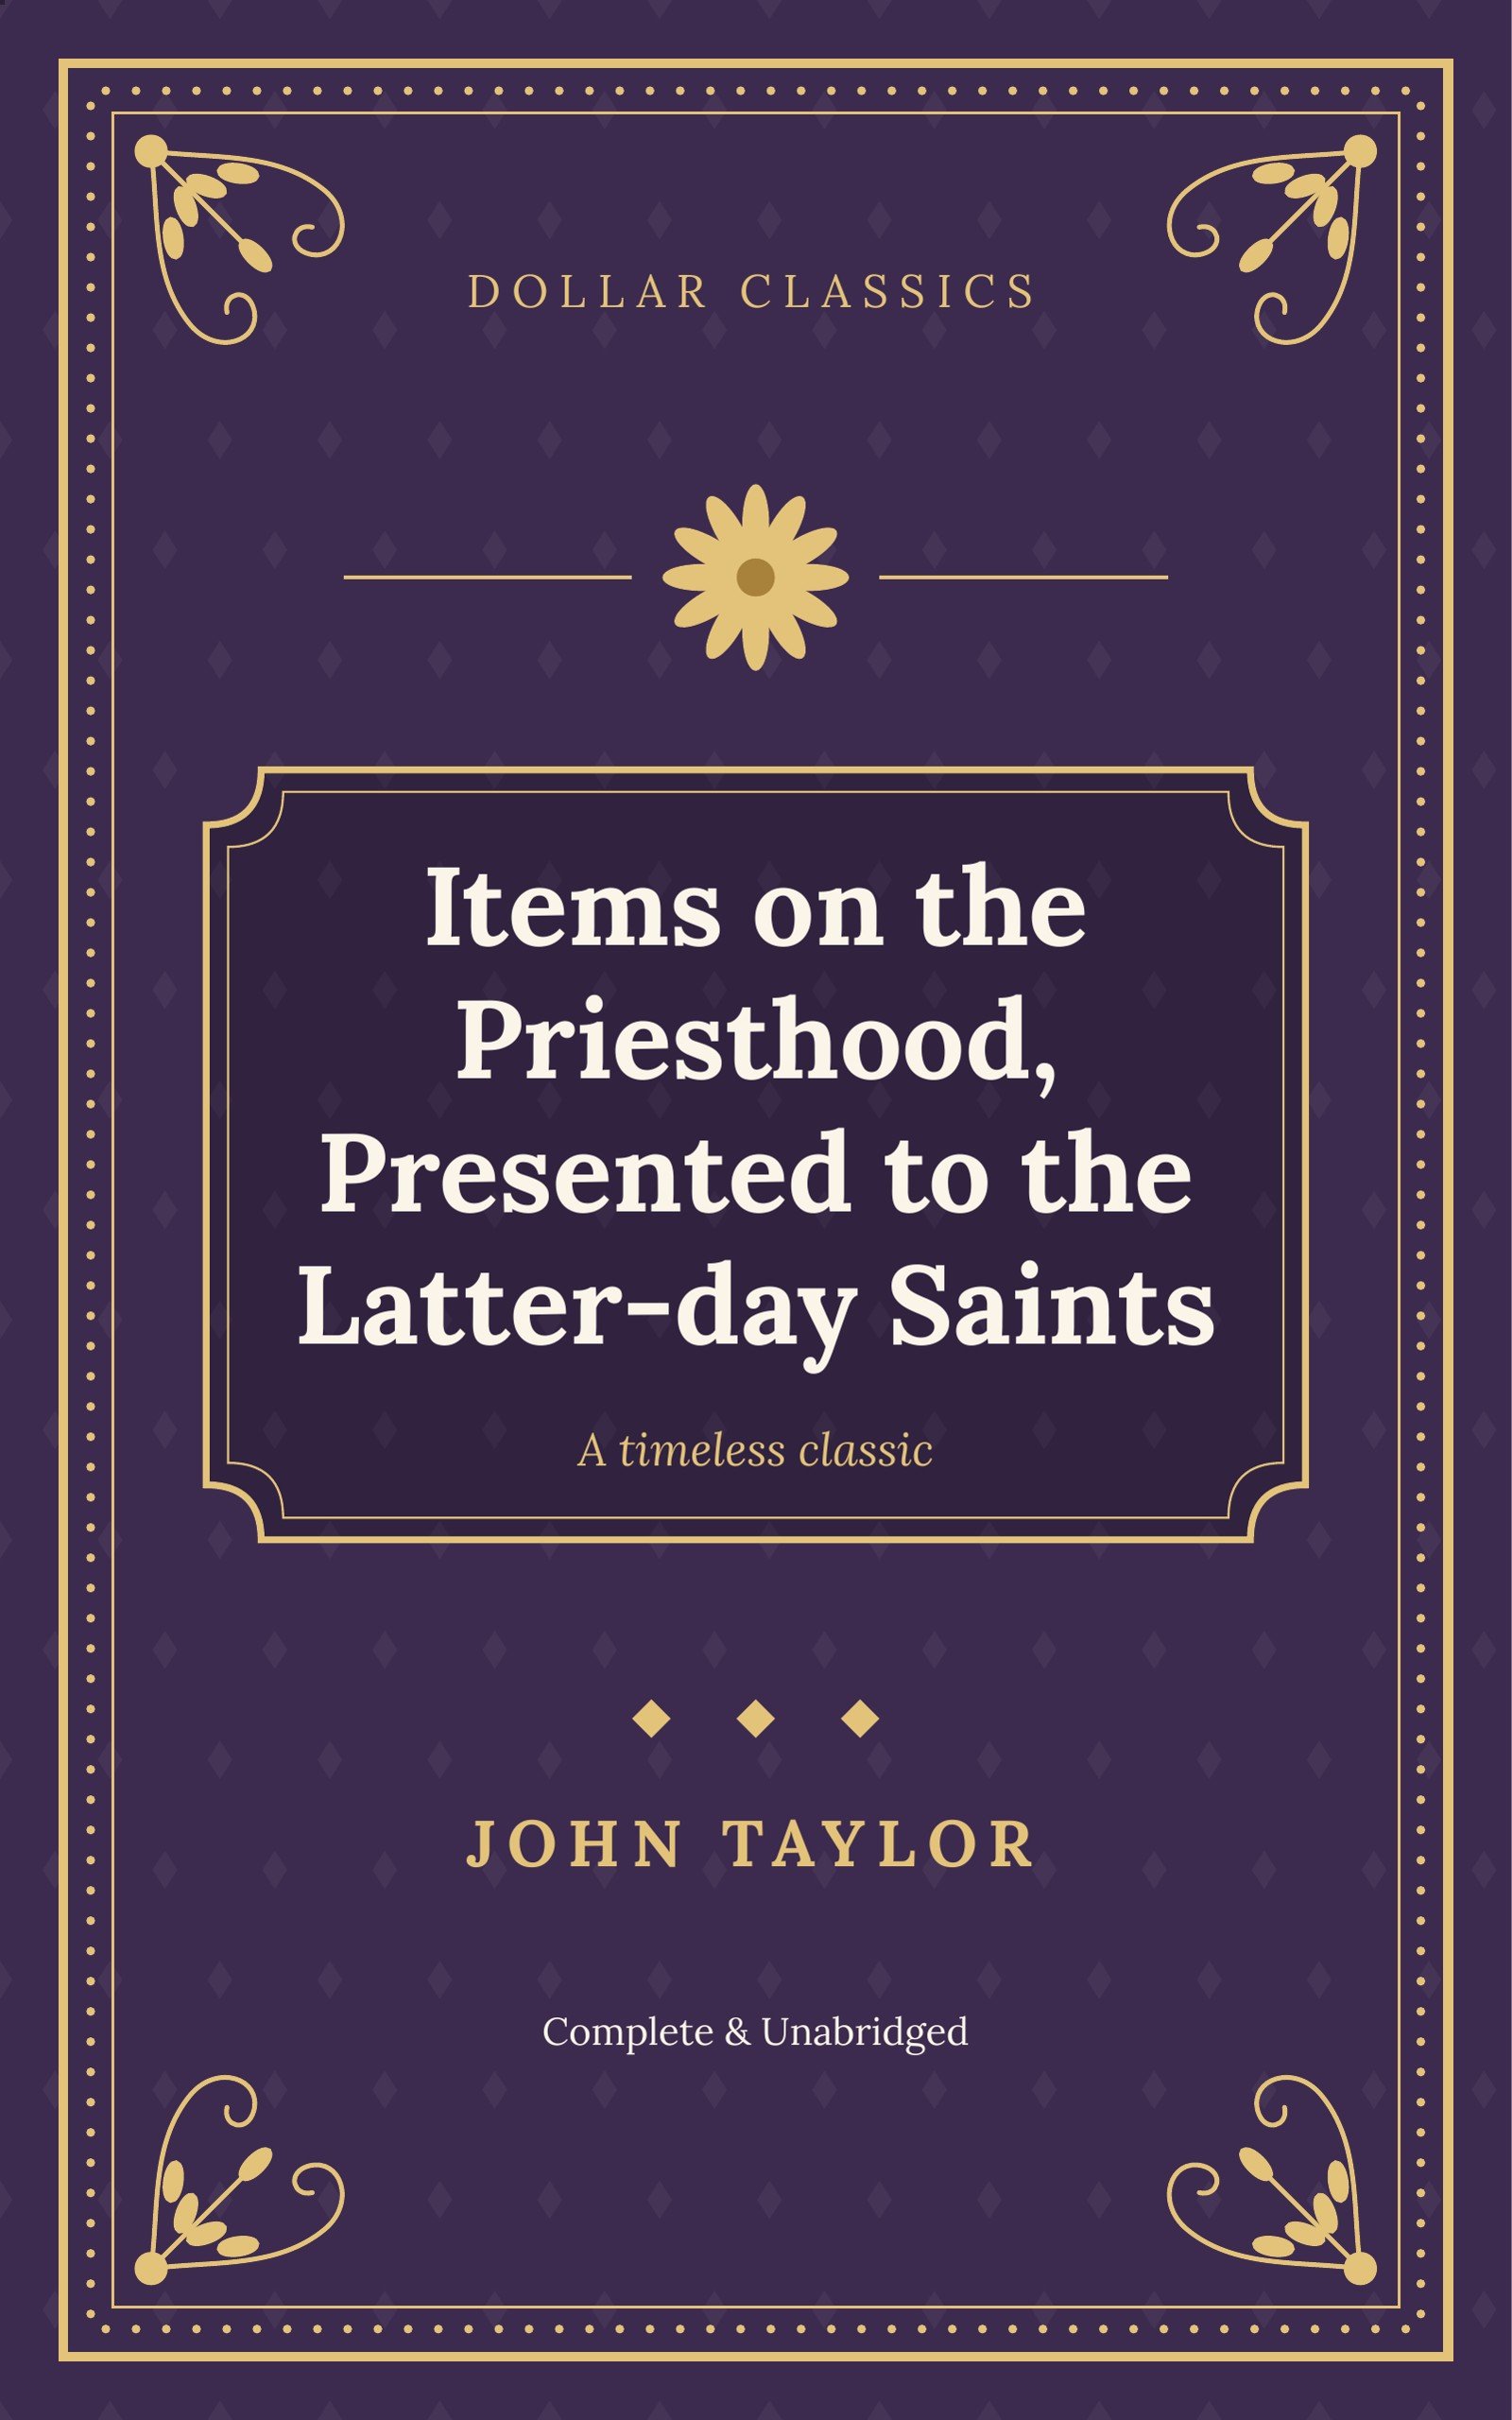 DOLLAR CLASSICS
Items on the
Priesthood,
Presented to the
Latter-day Saints
A timeless classic
JOHN TAYLOR
Complete & Unabridged